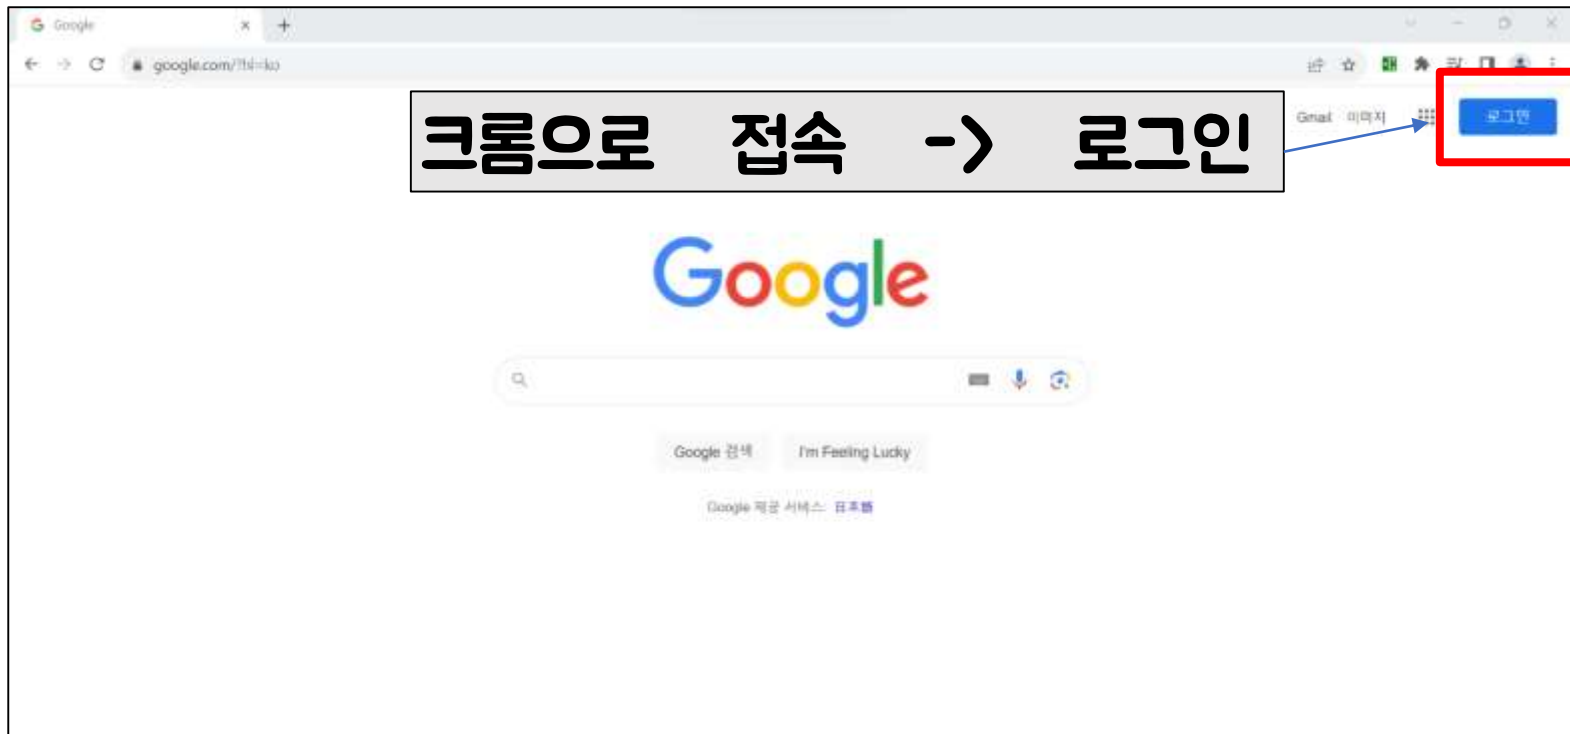 Google
google.com/?hl=ko
Gmail 이미지
로그인
크롬으로 접속 -> 로그인
Google
Google 검색 I'm Feeling Lucky
Google 제공 서비스: 日本語